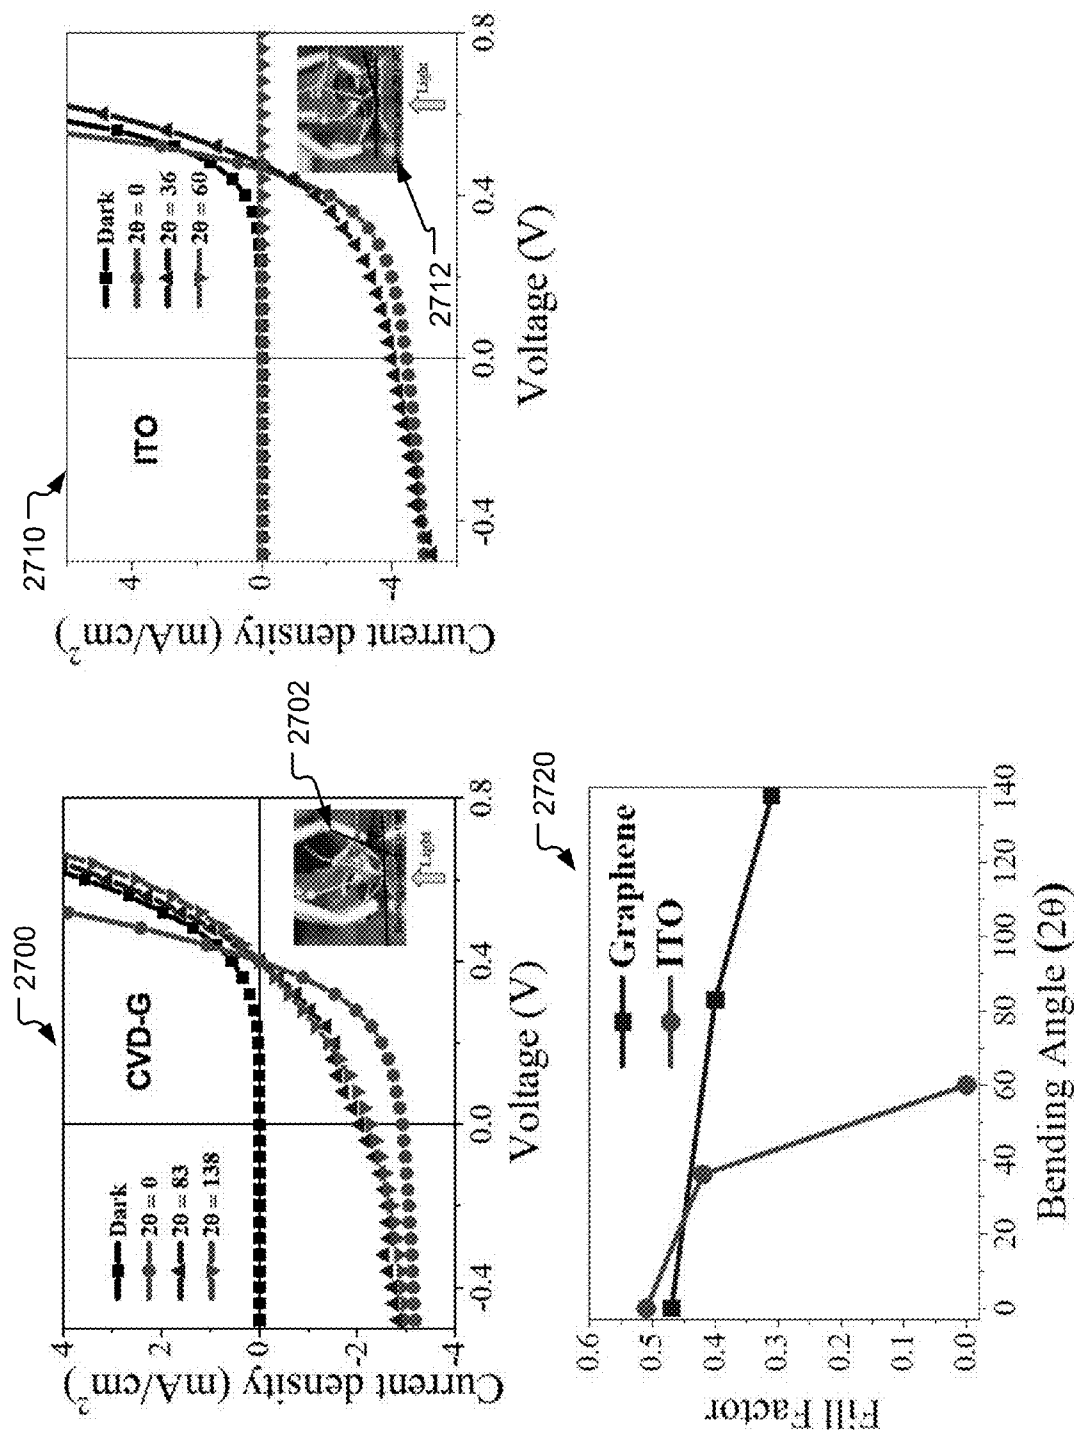 2700
CVD-G
Dark
2θ = 0
2θ = 83
2θ = 138
4
2
0
-2
-4
Current density (mA/cm²)
-0.4
0.0
0.4
0.8
Voltage (V)
Light
2702
2710
ITO
Dark
2θ = 0
2θ = 36
2θ = 60
4
0
-4
Current density (mA/cm²)
-0.4
0.0
0.4
0.8
Voltage (V)
Light
2712
2720
Graphene
ITO
0.6
0.5
0.4
0.3
0.2
0.1
0.0
Fill Factor
0
20
40
60
80
100
120
140
Bending Angle (2θ)